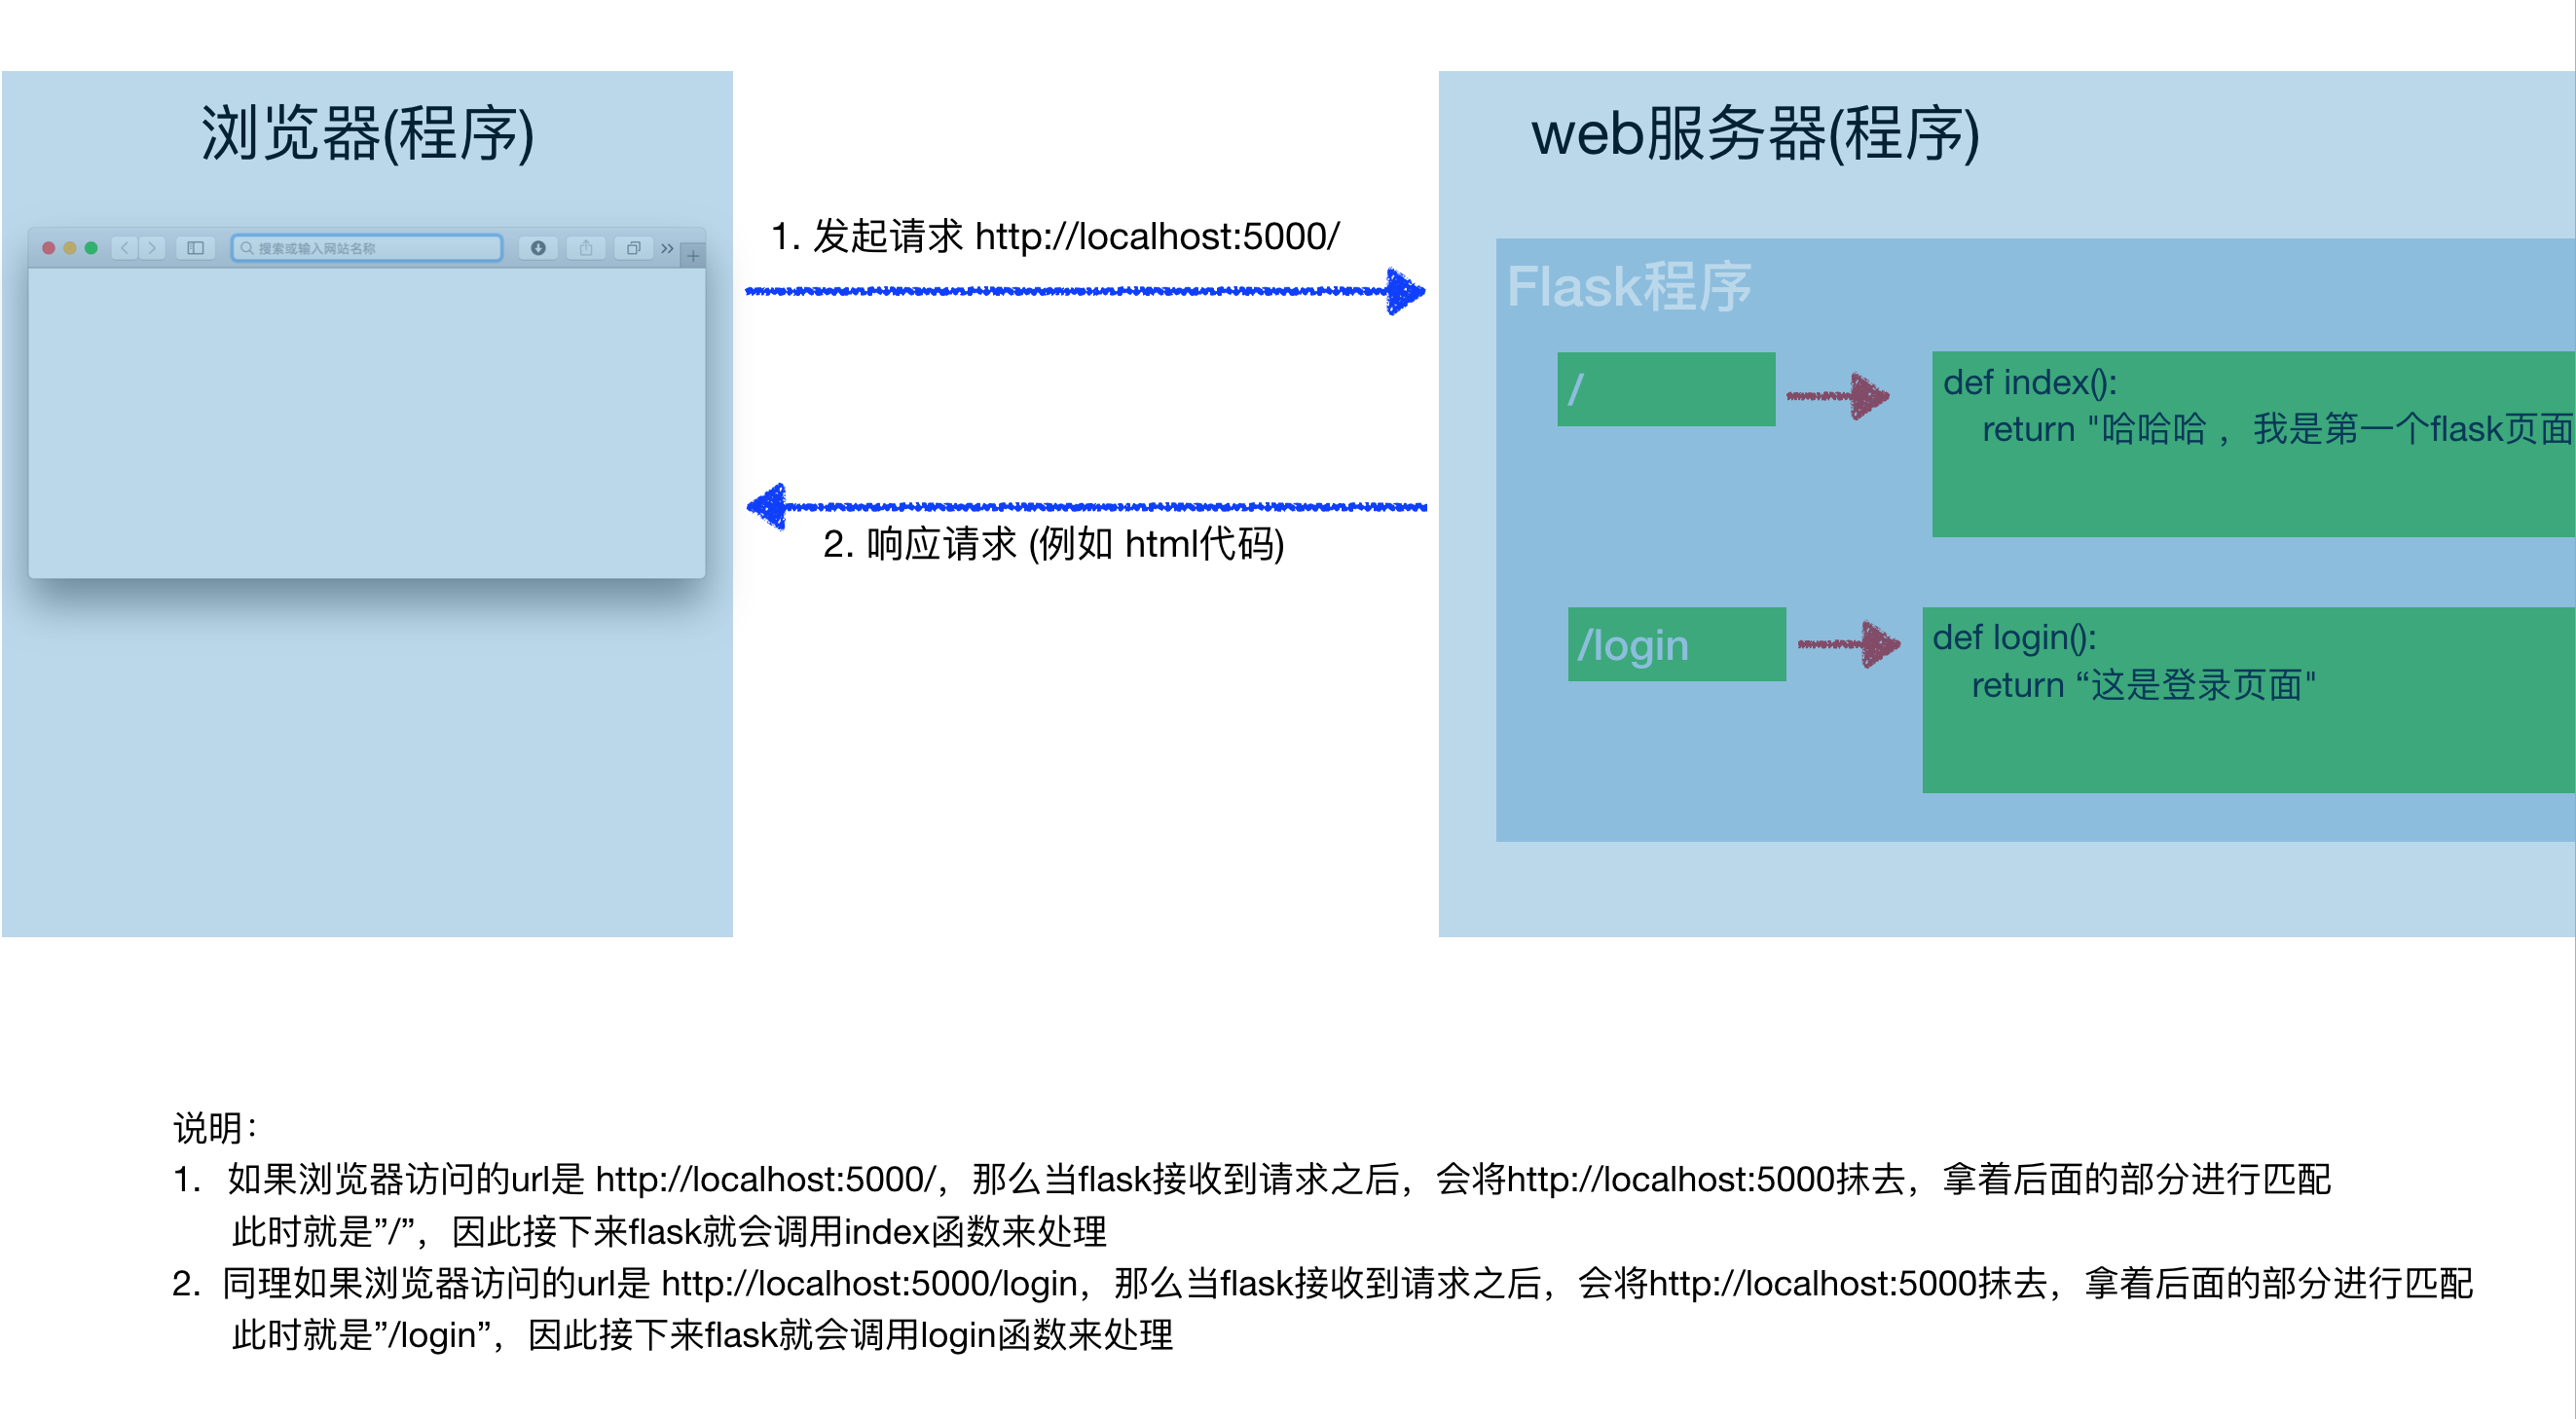 浏览器(程序)
搜索或输入网站名称
1. 发起请求 http://localhost:5000/
2. 响应请求 (例如 html代码)
web服务器(程序)
Flask程序
/
def index():
return "哈哈哈 ，我是第一个flask页面
/login
def login():
return “这是登录页面"
说明：
1. 如果浏览器访问的url是 http://localhost:5000/，那么当flask接收到请求之后，会将http://localhost:5000抹去，拿着后面的部分进行匹配
此时就是”/”，因此接下来flask就会调用index函数来处理
2. 同理如果浏览器访问的url是 http://localhost:5000/login，那么当flask接收到请求之后，会将http://localhost:5000抹去，拿着后面的部分进行匹配
此时就是”/login”，因此接下来flask就会调用login函数来处理